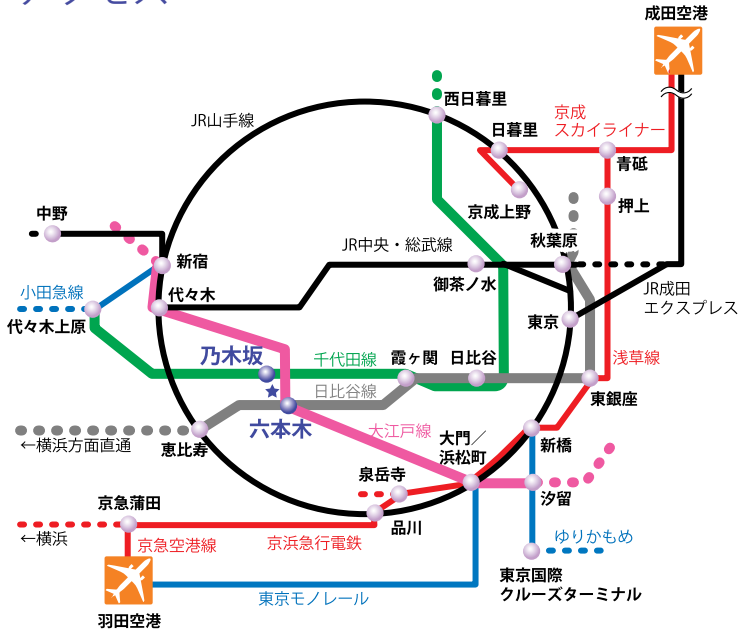 アクセス
成田空港
西日暮里
京成
スカイライナー
JR山手線
日暮里
青砥
押上
京成上野
中野
秋葉原
JR中央・総武線
新宿
御茶ノ水
小田急線
代々木
JR成田
エクスプレス
代々木上原
東京
乃木坂
千代田線
霞ヶ関
日比谷
浅草線
日比谷線
東銀座
六本木
大江戸線
←横浜方面直通
恵比寿
大門／
浜松町
新橋
泉岳寺
汐留
京急蒲田
品川
←横浜
京急空港線
京浜急行電鉄
ゆりかもめ
東京国際
クルーズターミナル
東京モノレール
羽田空港